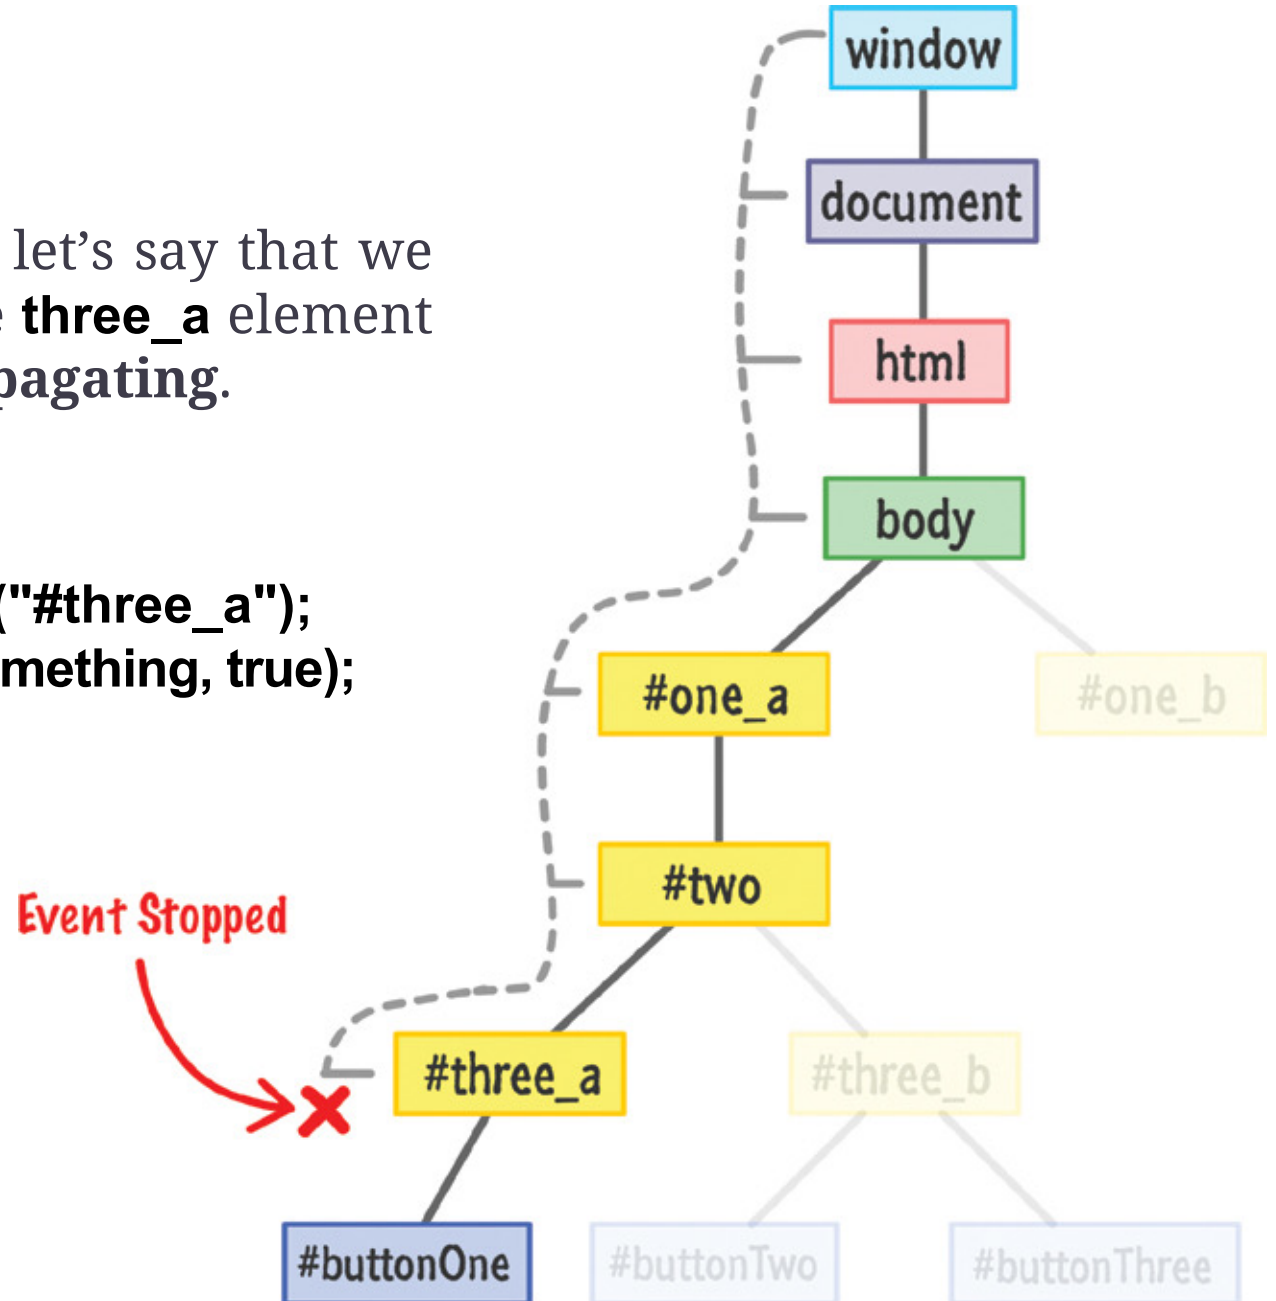 let’s say that we
three_a element
pagating.
("#three_a");
mething, true);
window
document
html
body
#one_a
#one_b
#two
Event Stopped
#three_a
#three_b
#buttonOne
#buttonTwo
#buttonThree